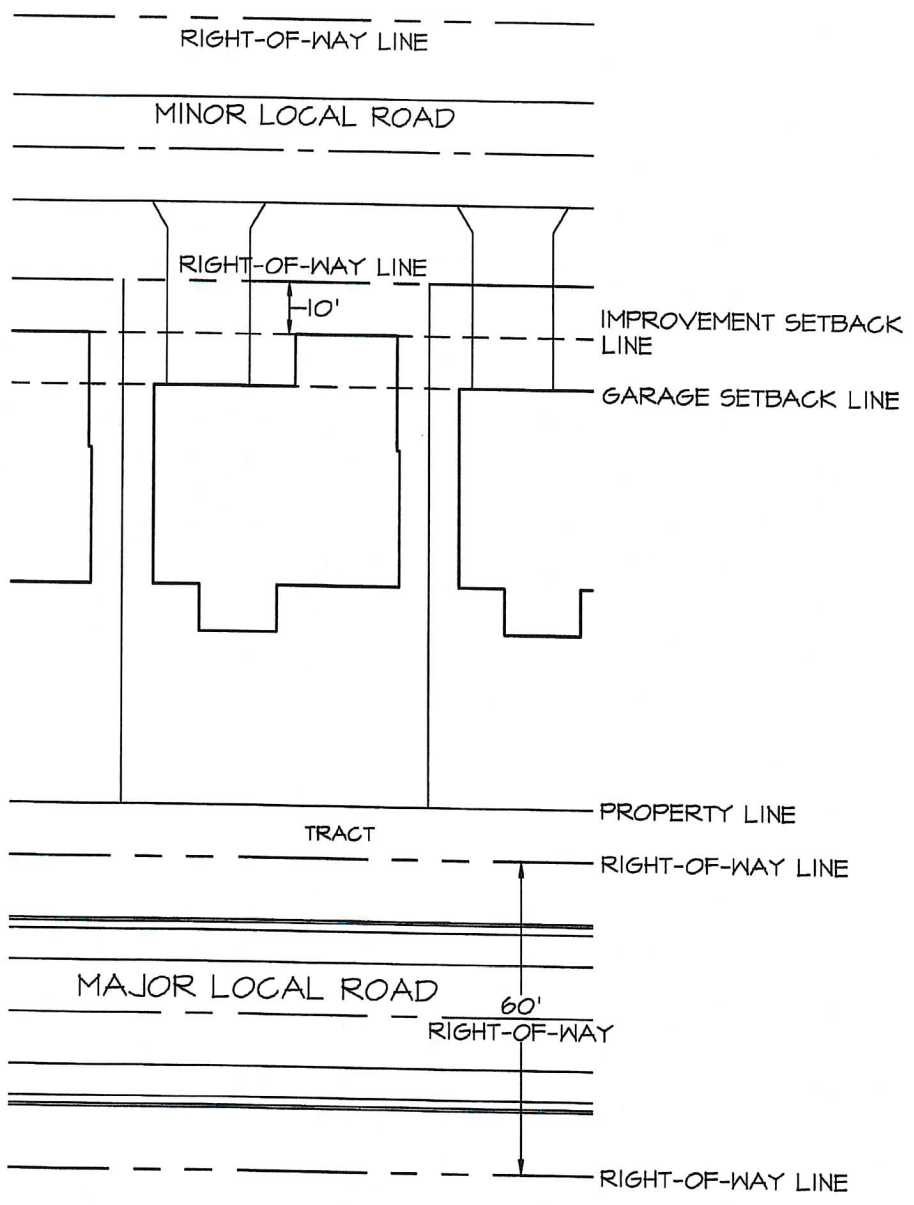 RIGHT-OF-WAY LINE
MINOR LOCAL ROAD
RIGHT-OF-WAY LINE
10'
IMPROVEMENT SETBACK
LINE
GARAGE SETBACK LINE
PROPERTY LINE
TRACT
RIGHT-OF-WAY LINE
MAJOR LOCAL ROAD
60'
RIGHT-OF-WAY
RIGHT-OF-WAY LINE